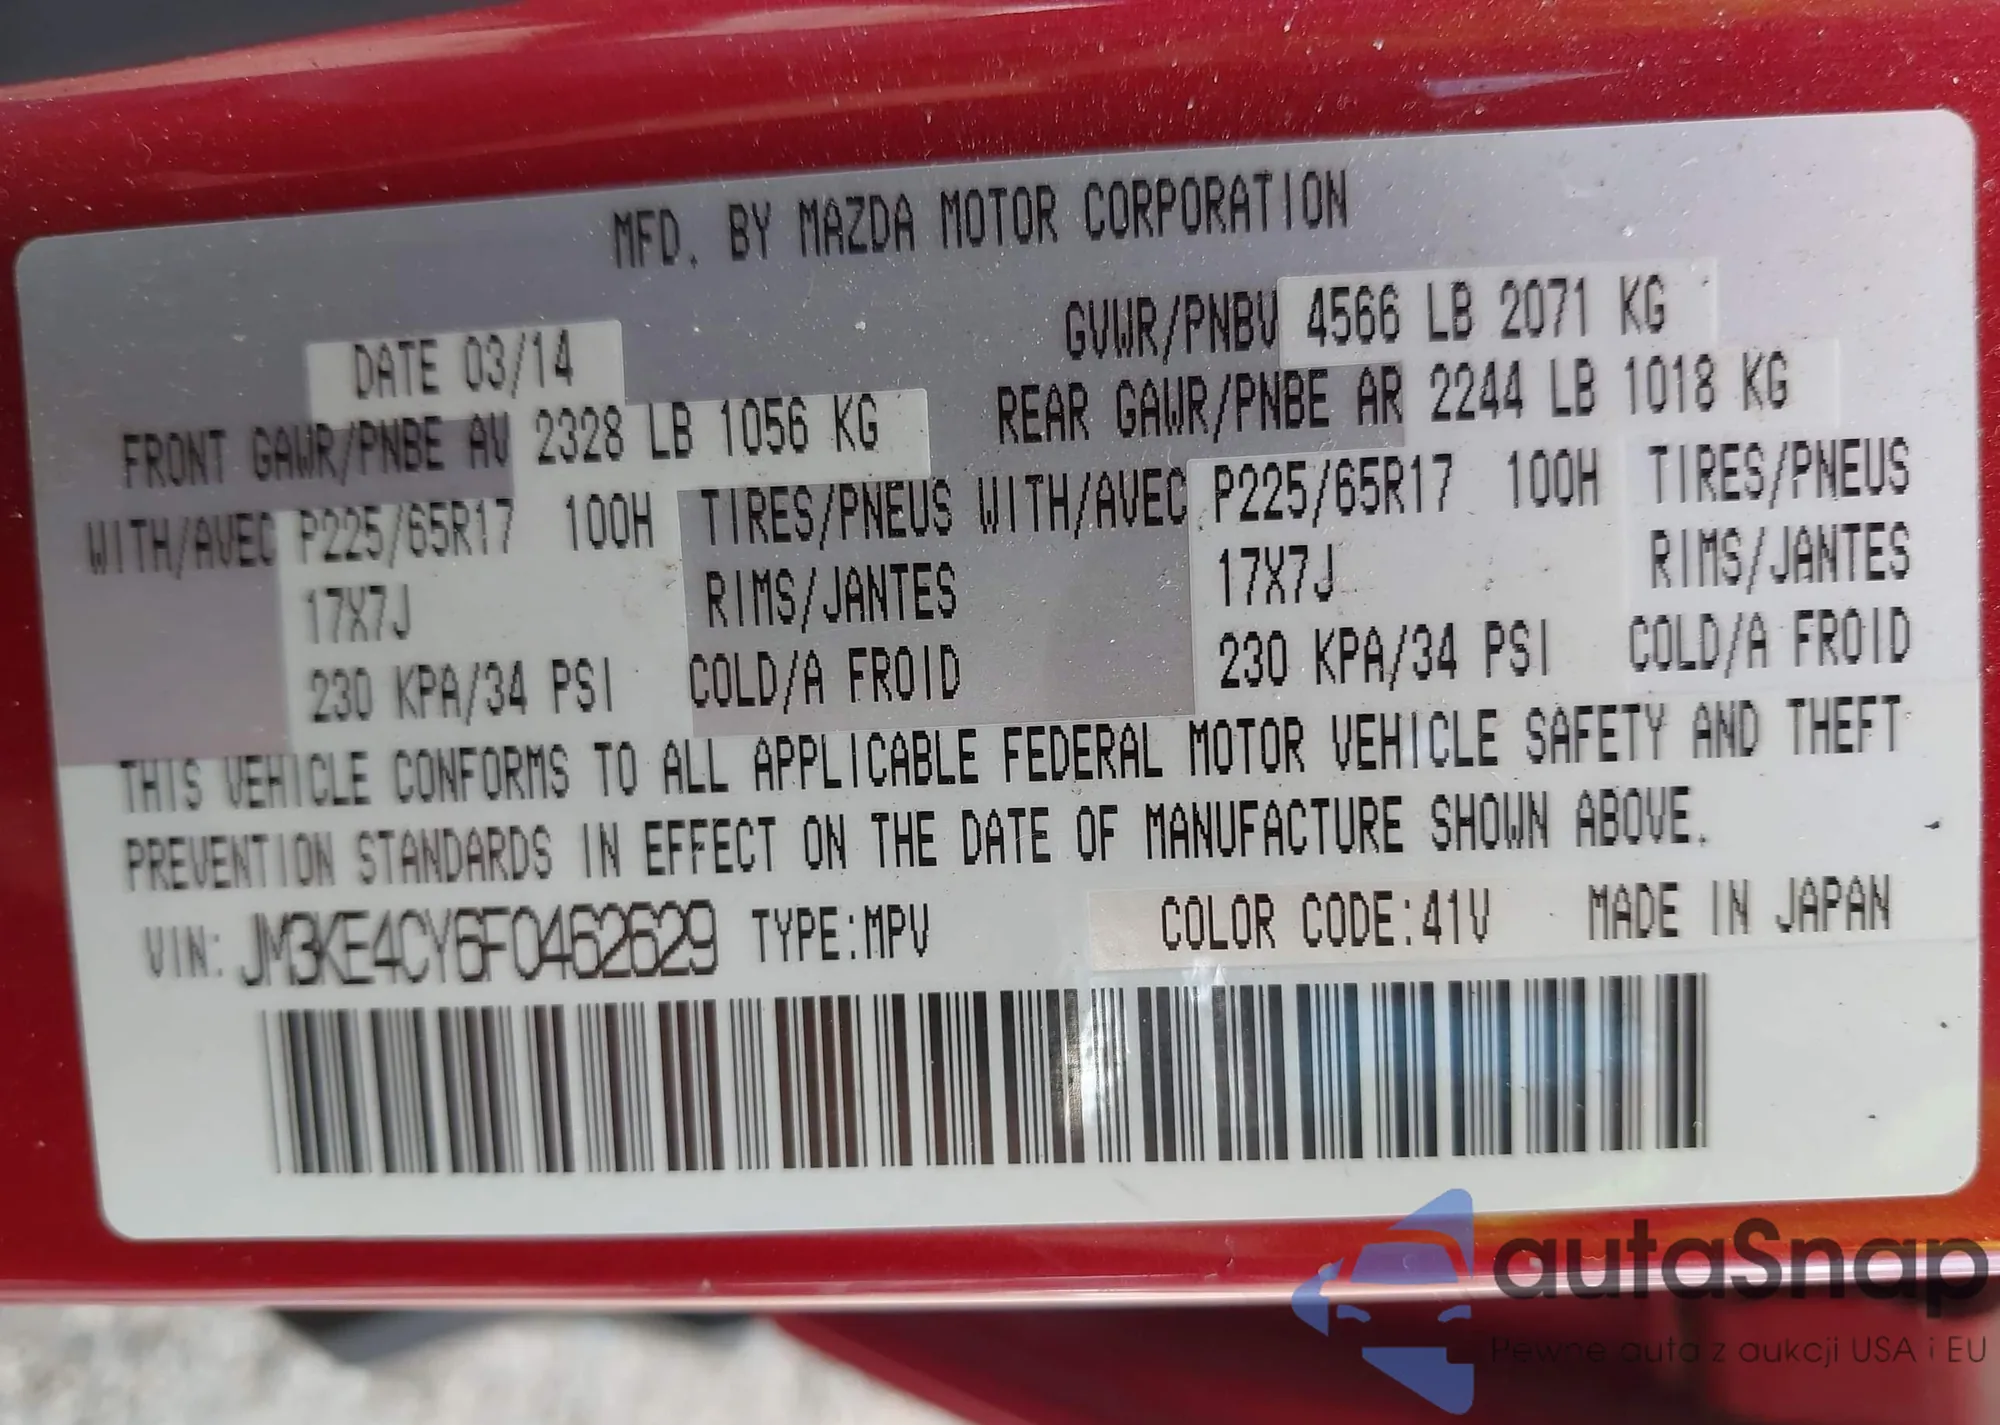 MFD. BY MAZDA MOTOR CORPORATION
DATE 03/14 GVWR/PNBV 4566 LB 2071 KG
FRONT GAWR/PNBE AV 2328 LB 1056 KG REAR GAWR/PNBE AR 2244 LB 1018 KG
WITH/AVEC P225/65R17 100H TIRES/PNEUS WITH/AVEC P225/65R17 100H TIRES/PNEUS
17X7J RIMS/JANTES 17X7J RIMS/JANTES
230 KPA/34 PSI COLD/A FROID 230 KPA/34 PSI COLD/A FROID
THIS VEHICLE CONFORMS TO ALL APPLICABLE FEDERAL MOTOR VEHICLE SAFETY AND THEFT
PREVENTION STANDARDS IN EFFECT ON THE DATE OF MANUFACTURE SHOWN ABOVE.
VIN: JM3KE4CY6F0462629 TYPE:MPV COLOR CODE:41V MADE IN JAPAN
autaSnap
Pewne auta z aukcji USA i EU